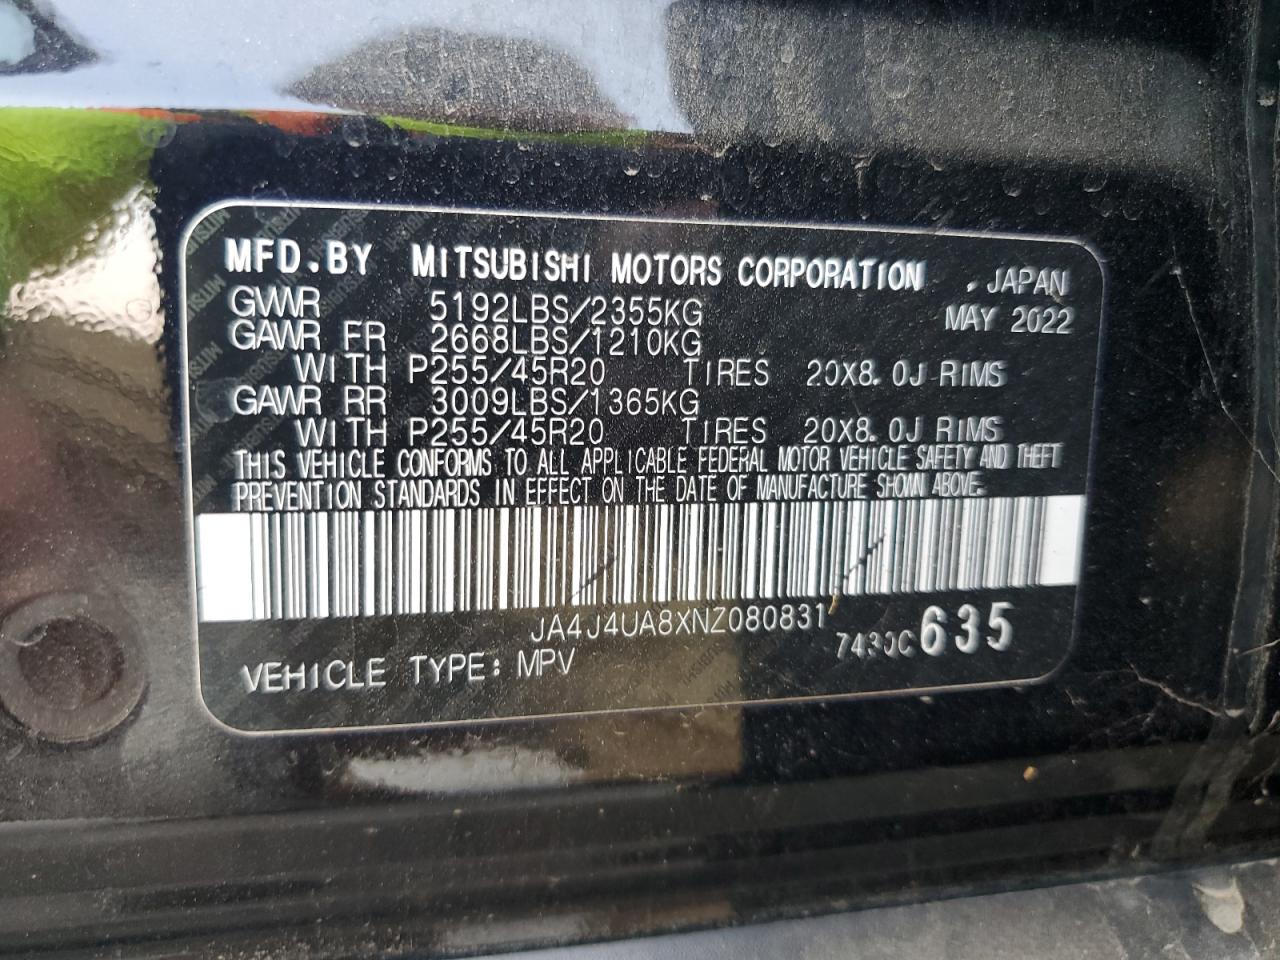 MFD.BY MITSUBISHI MOTORS CORPORATION , JAPAN
GVWR 5192LBS/2355KG MAY 2022
GAWR FR 2668LBS/1210KG
WITH P255/45R20 TIRES 20X8.0J RIMS
GAWR RR 3009LBS/1365KG
WITH P255/45R20 TIRES 20X8.0J RIMS
THIS VEHICLE CONFORMS TO ALL APPLICABLE FEDERAL MOTOR VEHICLE SAFETY AND THEFT
PREVENTION STANDARDS IN EFFECT ON THE DATE OF MANUFACTURE SHOWN ABOVE.
JA4J4UA8XNZ080831
635
VEHICLE TYPE: MPV